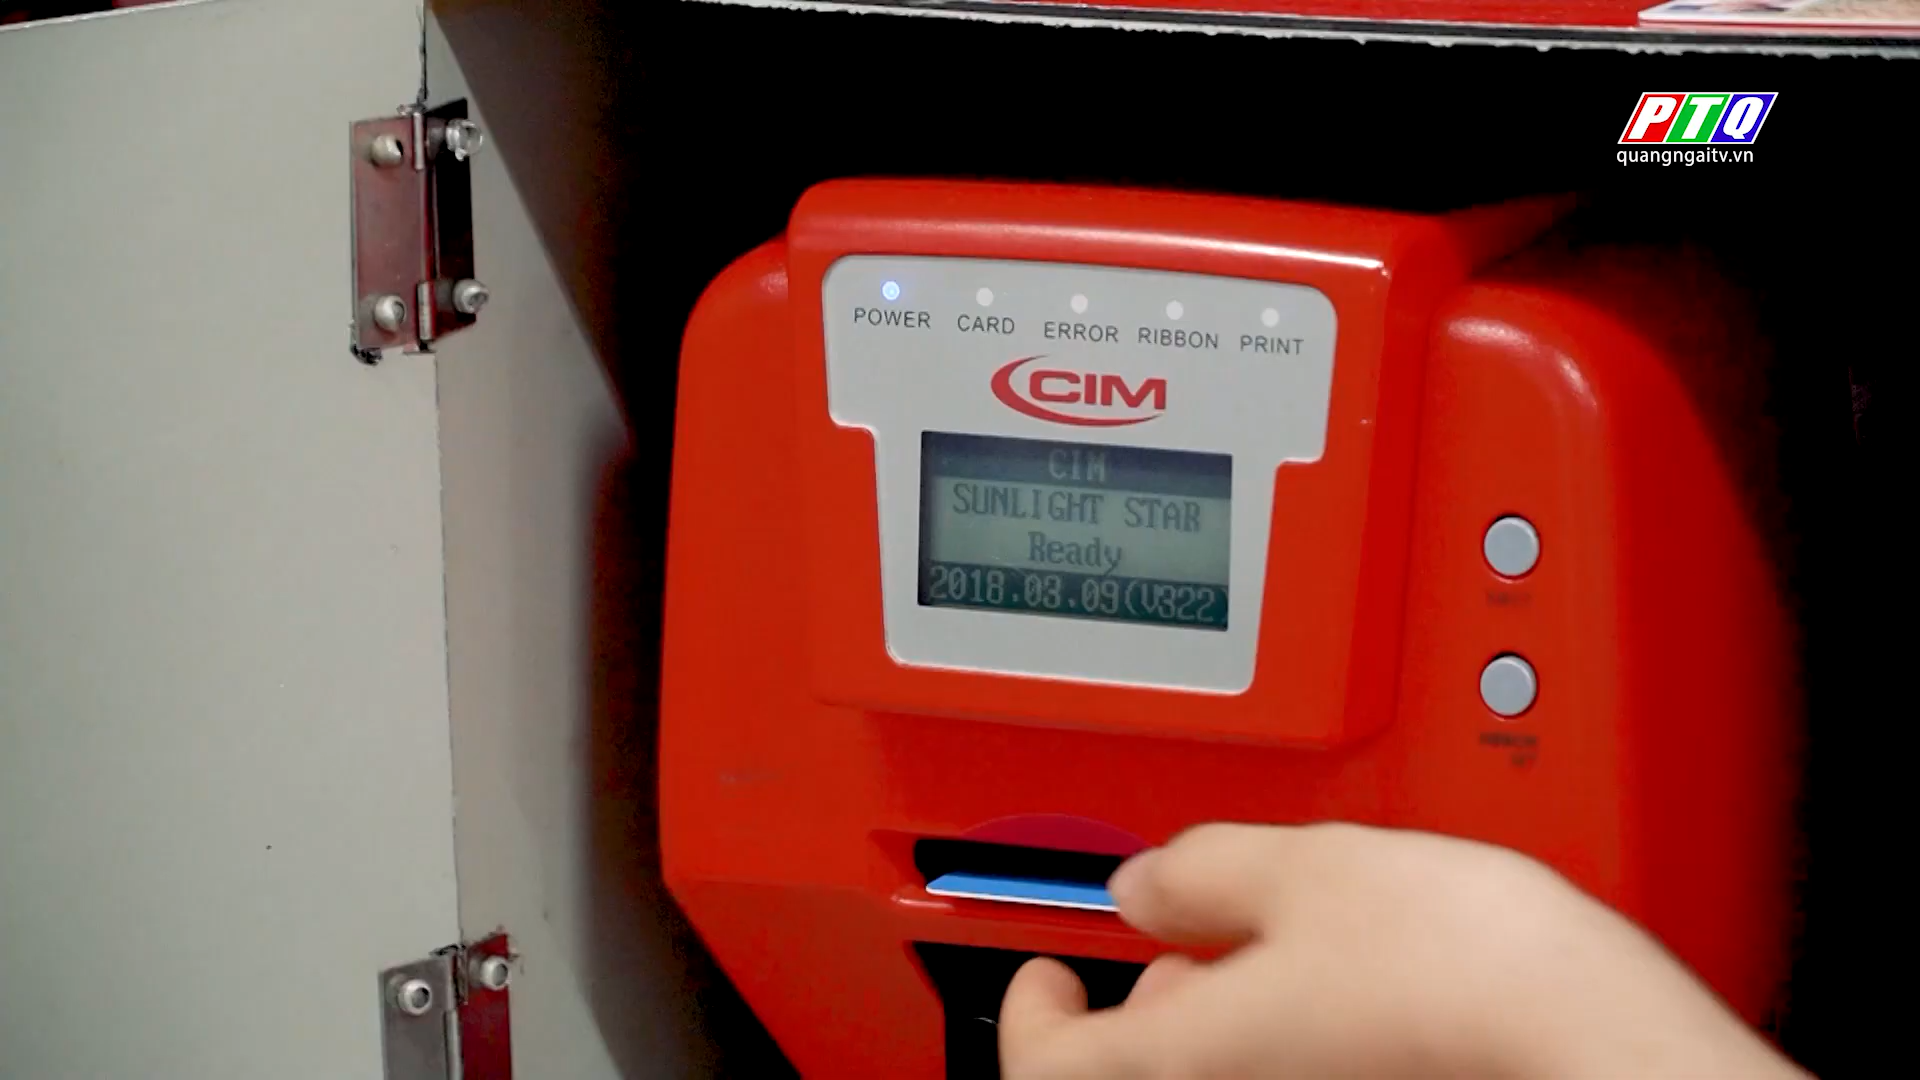 PTQ
quangngaitv.vn
POWER CARD ERROR RIBBON PRINT
CIM
CIM
SUNLIGHT STAR
Ready
2018.03.09(V322)